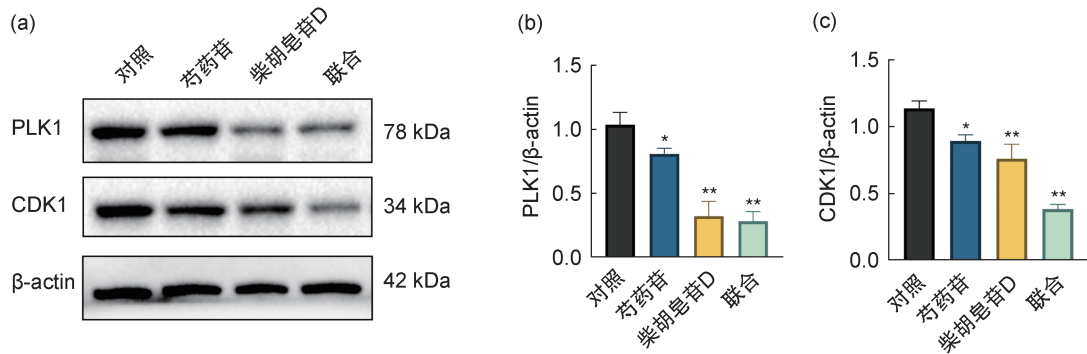 (a)
对照
芍药苷
柴胡皂苷D
联合
PLK1
78 kDa
CDK1
34 kDa
β-actin
42 kDa
(b)
PLK1/β-actin
1.5
1.0
0.5
0.0
*
**
**
对照
芍药苷
柴胡皂苷D
联合
(c)
CDK1/β-actin
1.5
1.0
0.5
0.0
*
**
**
对照
芍药苷
柴胡皂苷D
联合